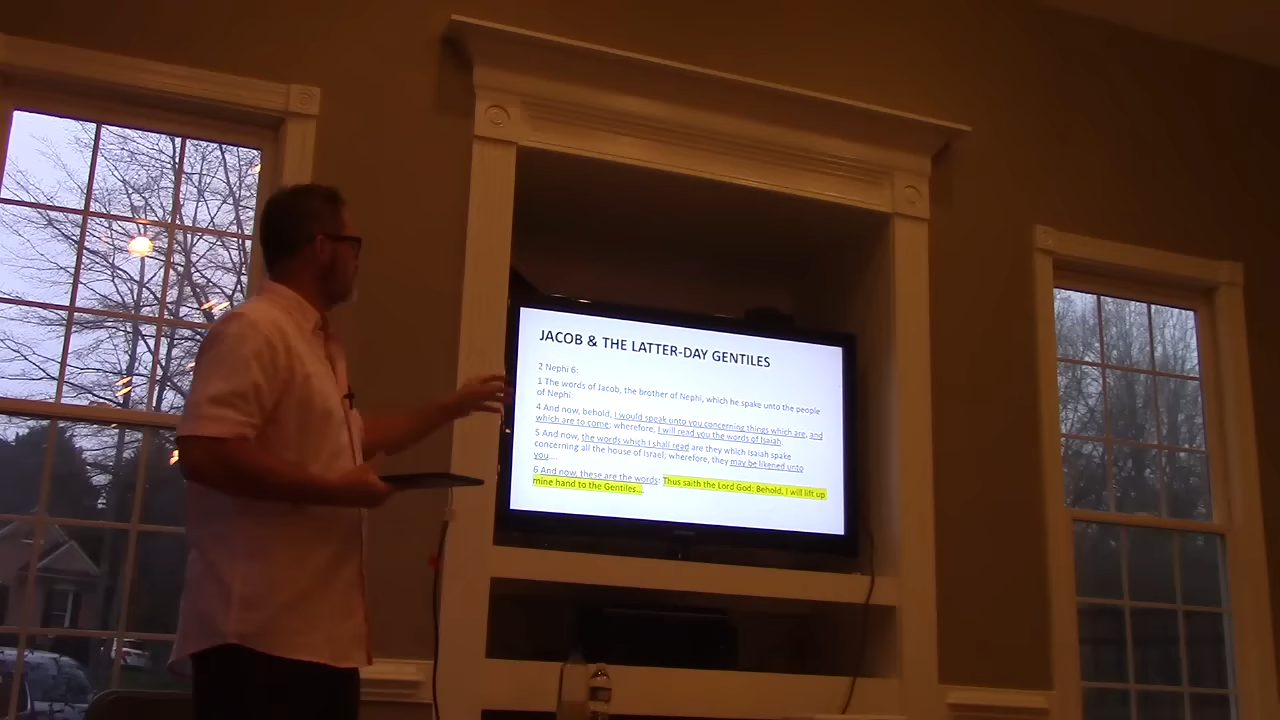 JACOB & THE LATTER-DAY GENTILES
2 Nephi 6:
1 The words of Jacob, the brother of Nephi, which he spake unto the people
of Nephi:
4 And now, behold, I would speak unto you concerning things which are, and
which are to come; wherefore, I will read you the words of Isaiah.
5 And now, the words which I shall read are they which Isaiah spake
concerning all the house of Israel; wherefore, they may be likened unto
you....
6 And now, these are the words: Thus saith the Lord God: Behold, I will lift up
mine hand to the Gentiles....